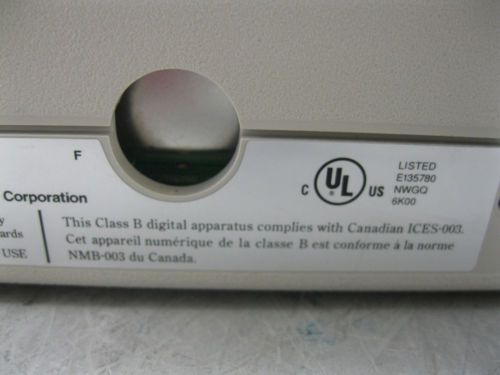 F
Corporation
y
ards
USE
This Class B digital apparatus complies with Canadian ICES-003.
Cet appareil numérique de la classe B est conforme à la norme
NMB-003 du Canada.
C UL US
LISTED
E135780
NWGQ
6K00